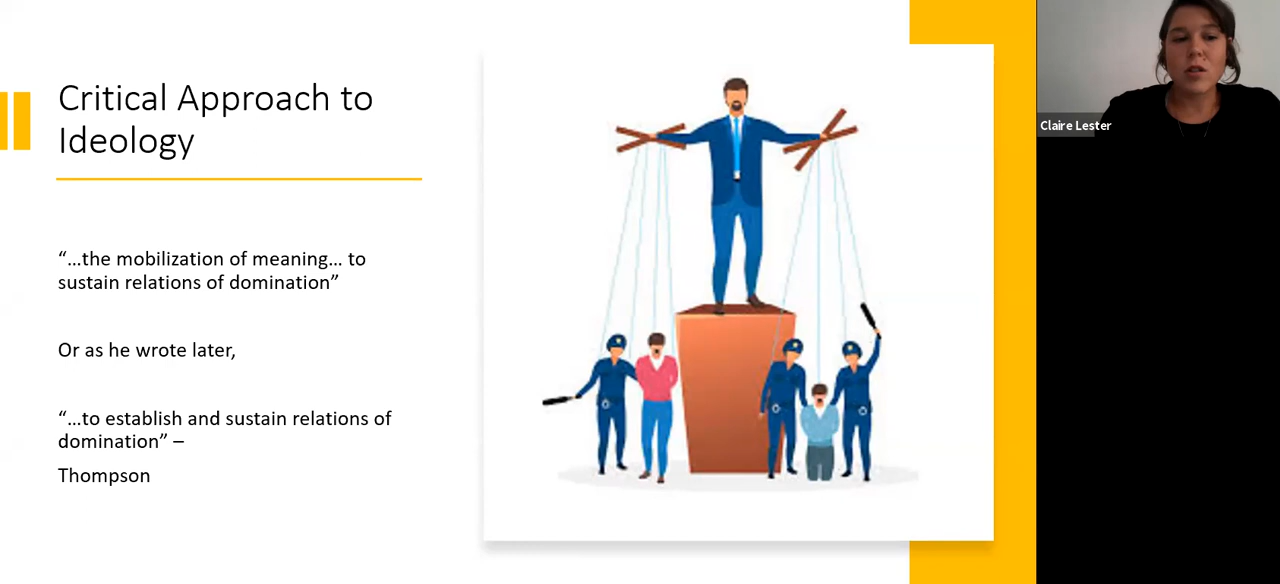 Critical Approach to
Ideology
“...the mobilization of meaning... to
sustain relations of domination”
Or as he wrote later,
“...to establish and sustain relations of
domination” –
Thompson
Claire Lester